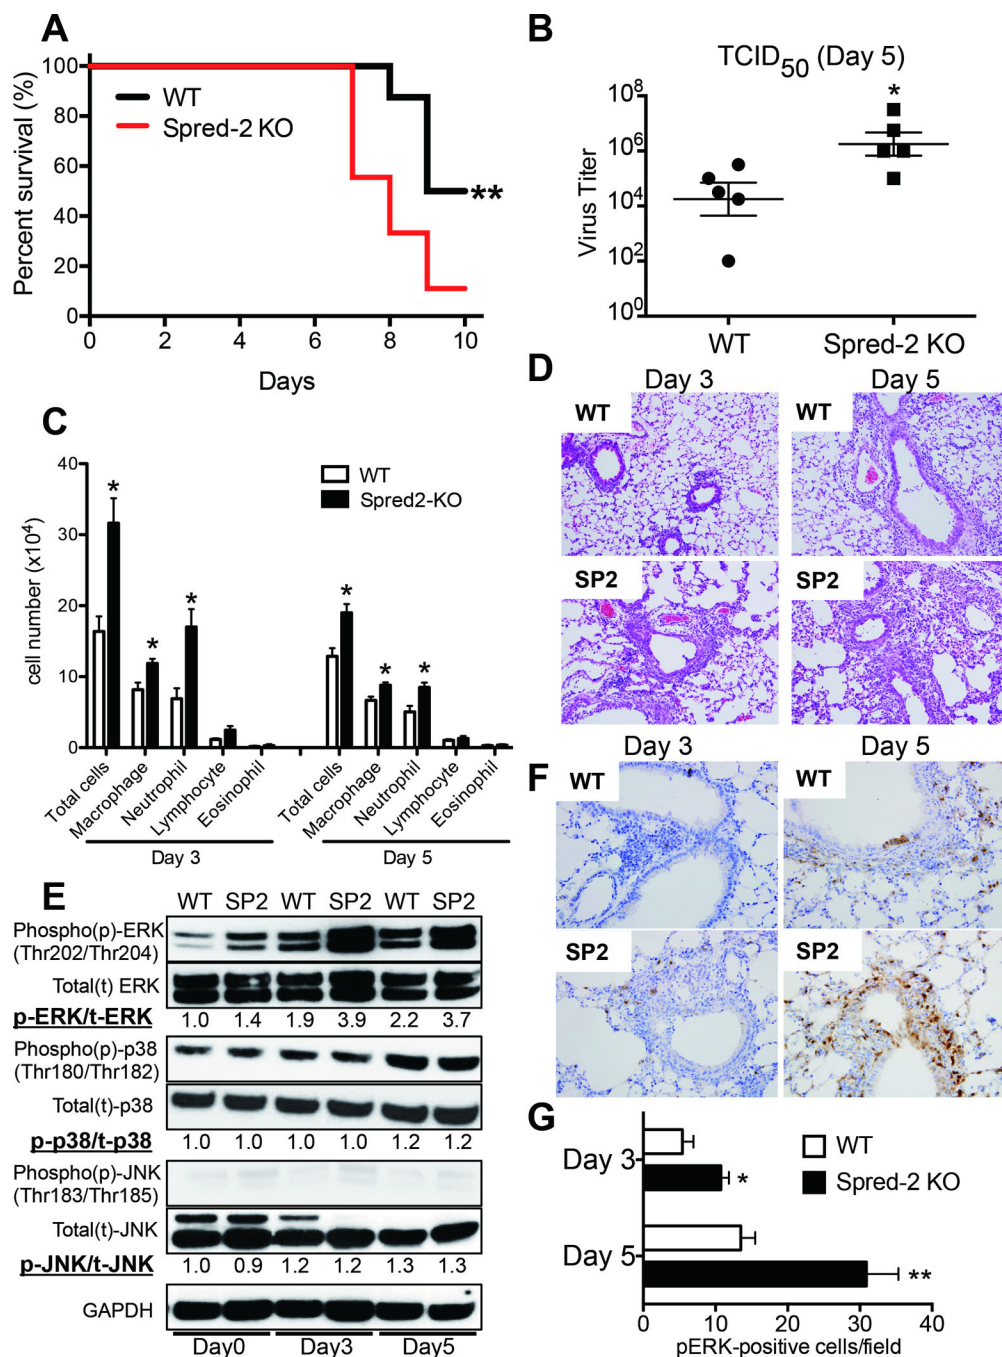 A
Percent survival (%)
100
80
60
40
20
0
WT
Spred-2 KO
**
0 2 4 6 8 10
Days
B
TCID50 (Day 5)
Virus Titer
10^8
10^6
10^4
10^2
10^0
*
WT Spred-2 KO
C
cell number (x10^4)
40
30
20
10
0
WT
Spred2-KO
* * * * * *
Total cells
Macrophage
Neutrophil
Lymphocyte
Eosinophil
Total cells
Macrophage
Neutrophil
Lymphocyte
Eosinophil
Day 3 Day 5
D
Day 3 Day 5
WT WT
SP2 SP2
E
WT SP2 WT SP2 WT SP2
Phospho(p)-ERK
(Thr202/Thr204)
Total(t) ERK
p-ERK/t-ERK 1.0 1.4 1.9 3.9 2.2 3.7
Phospho(p)-p38
(Thr180/Thr182)
Total(t)-p38
p-p38/t-p38 1.0 1.0 1.0 1.0 1.2 1.2
Phospho(p)-JNK
(Thr183/Thr185)
Total(t)-JNK
p-JNK/t-JNK 1.0 0.9 1.2 1.2 1.3 1.3
GAPDH
Day0 Day3 Day5
F
Day 3 Day 5
WT WT
SP2 SP2
G
WT
Spred-2 KO
Day 3
*
Day 5
**
0 10 20 30 40
pERK-positive cells/field